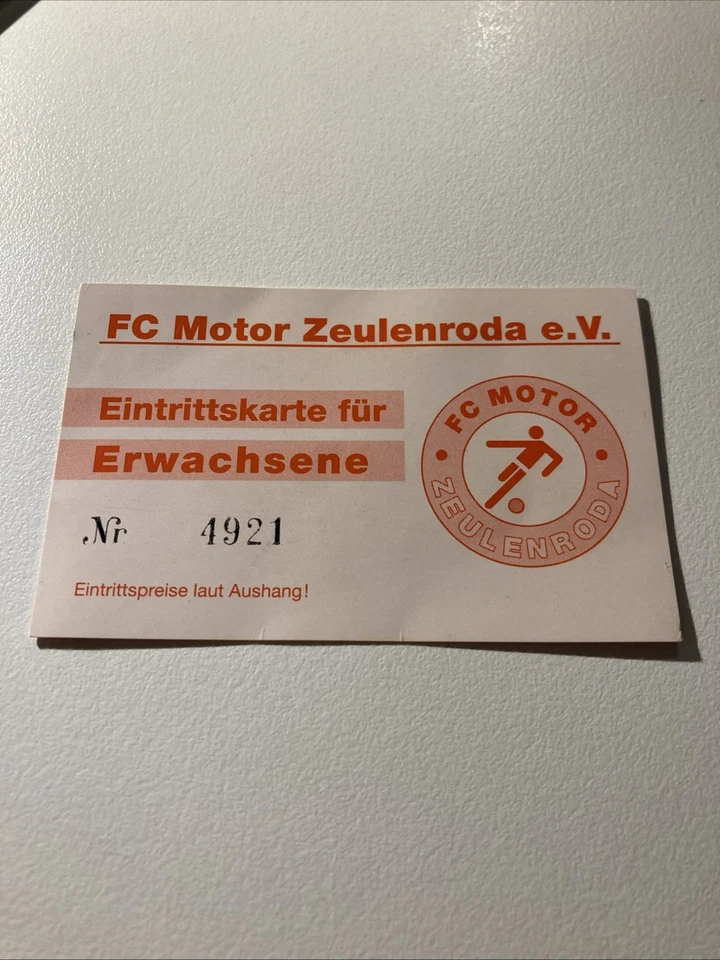 FC Motor Zeulenroda e.V.
Eintrittskarte für
Erwachsene
Nr 4921
Eintrittspreise laut Aushang!
FC MOTOR
ZEULENRODA